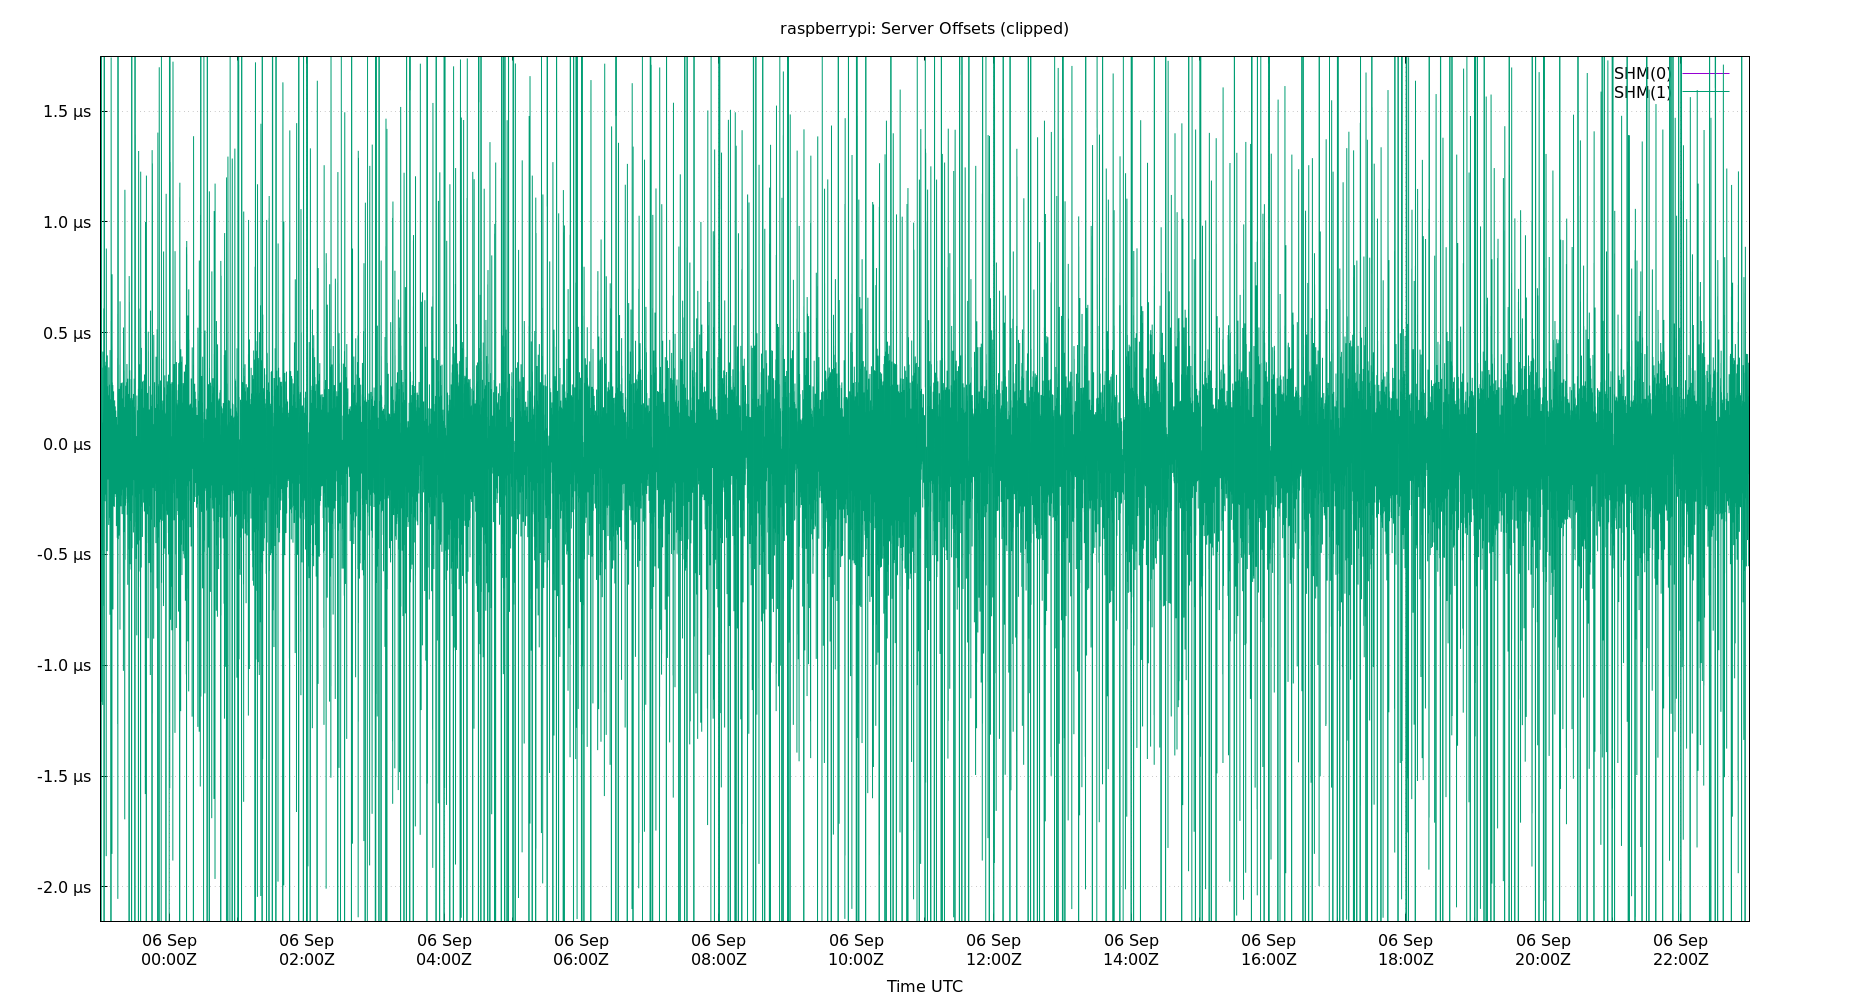 raspberrypi: Server Offsets (clipped)
SHM(0)
SHM(1)
1.5 µs
1.0 µs
0.5 µs
0.0 µs
-0.5 µs
-1.0 µs
-1.5 µs
-2.0 µs
06 Sep 06 Sep 06 Sep 06 Sep 06 Sep 06 Sep 06 Sep 06 Sep 06 Sep 06 Sep 06 Sep 06 Sep
00:00Z 02:00Z 04:00Z 06:00Z 08:00Z 10:00Z 12:00Z 14:00Z 16:00Z 18:00Z 20:00Z 22:00Z
Time UTC